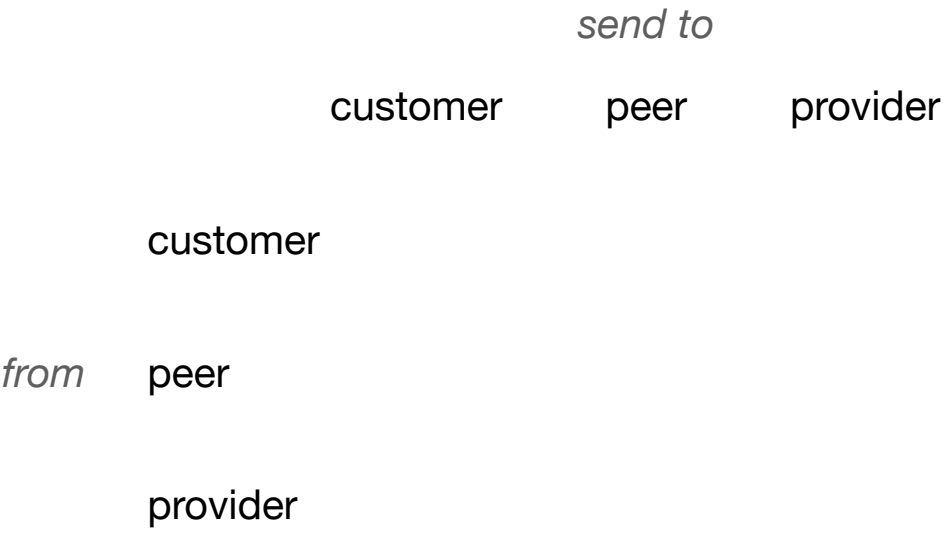 send to
customer peer provider
customer
from peer
provider